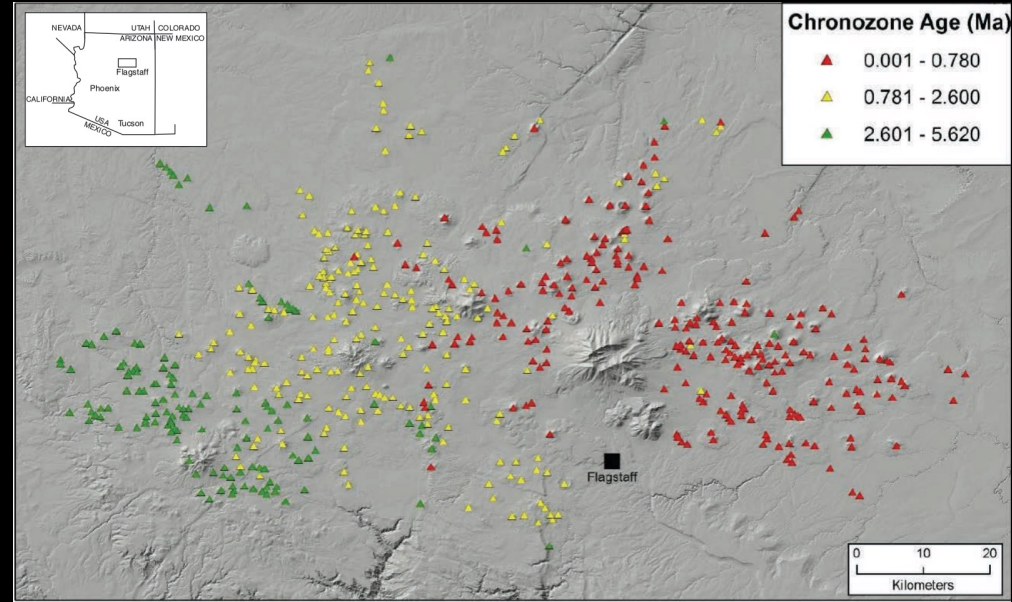 NEVADA
UTAH
COLORADO
ARIZONA
NEW MEXICO
Flagstaff
Phoenix
CALIFORNIA
USA
MEXICO
Tucson
Chronozone Age (Ma)
0.001 - 0.780
0.781 - 2.600
2.601 - 5.620
Flagstaff
0 10 20
Kilometers